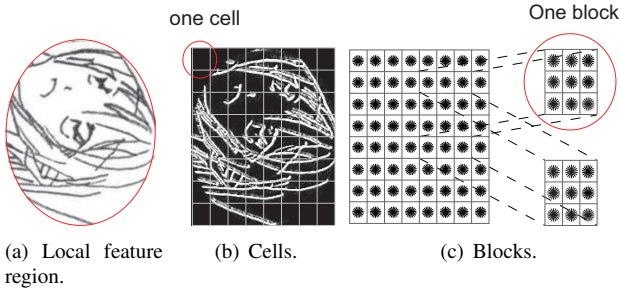 one cell
One block
(a) Local feature
region.
(b) Cells.
(c) Blocks.